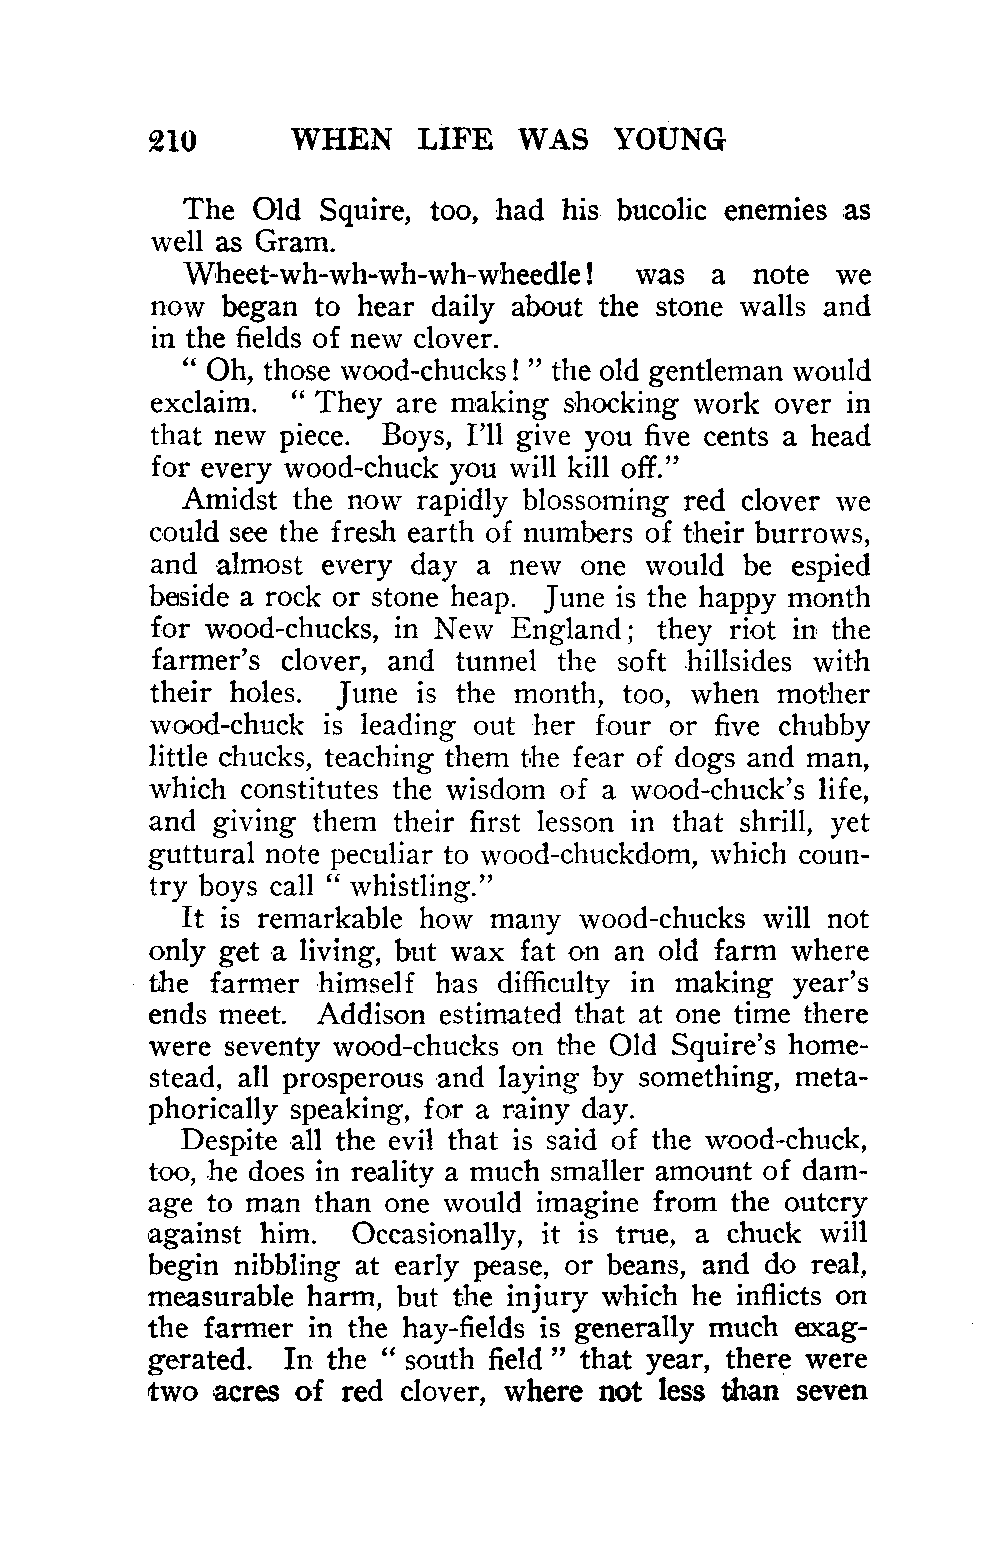 210 WHEN LIFE WAS YOUNG
The Old Squire, too, had his bucolic enemies as
well as Gram.
Wheet-wh-wh-wh-wh-wheedle! was a note we
now began to hear daily about the stone walls and
in the fields of new clover.
“ Oh, those wood-chucks! ” the old gentleman would
exclaim. “ They are making shocking work over in
that new piece. Boys, I’ll give you five cents a head
for every wood-chuck you will kill off.”
Amidst the now rapidly blossoming red clover we
could see the fresh earth of numbers of their burrows,
and almost every day a new one would be espied
beside a rock or stone heap. June is the happy month
for wood-chucks, in New England; they riot in the
farmer’s clover, and tunnel the soft hillsides with
their holes. June is the month, too, when mother
wood-chuck is leading out her four or five chubby
little chucks, teaching them the fear of dogs and man,
which constitutes the wisdom of a wood-chuck’s life,
and giving them their first lesson in that shrill, yet
guttural note peculiar to wood-chuckdom, which coun-
try boys call “ whistling.”
It is remarkable how many wood-chucks will not
only get a living, but wax fat on an old farm where
the farmer himself has difficulty in making year’s
ends meet. Addison estimated that at one time there
were seventy wood-chucks on the Old Squire’s home-
stead, all prosperous and laying by something, meta-
phorically speaking, for a rainy day.
Despite all the evil that is said of the wood-chuck,
too, he does in reality a much smaller amount of dam-
age to man than one would imagine from the outcry
against him. Occasionally, it is true, a chuck will
begin nibbling at early pease, or beans, and do real,
measurable harm, but the injury which he inflicts on
the farmer in the hay-fields is generally much exag-
gerated. In the “ south field ” that year, there were
two acres of red clover, where not less than seven